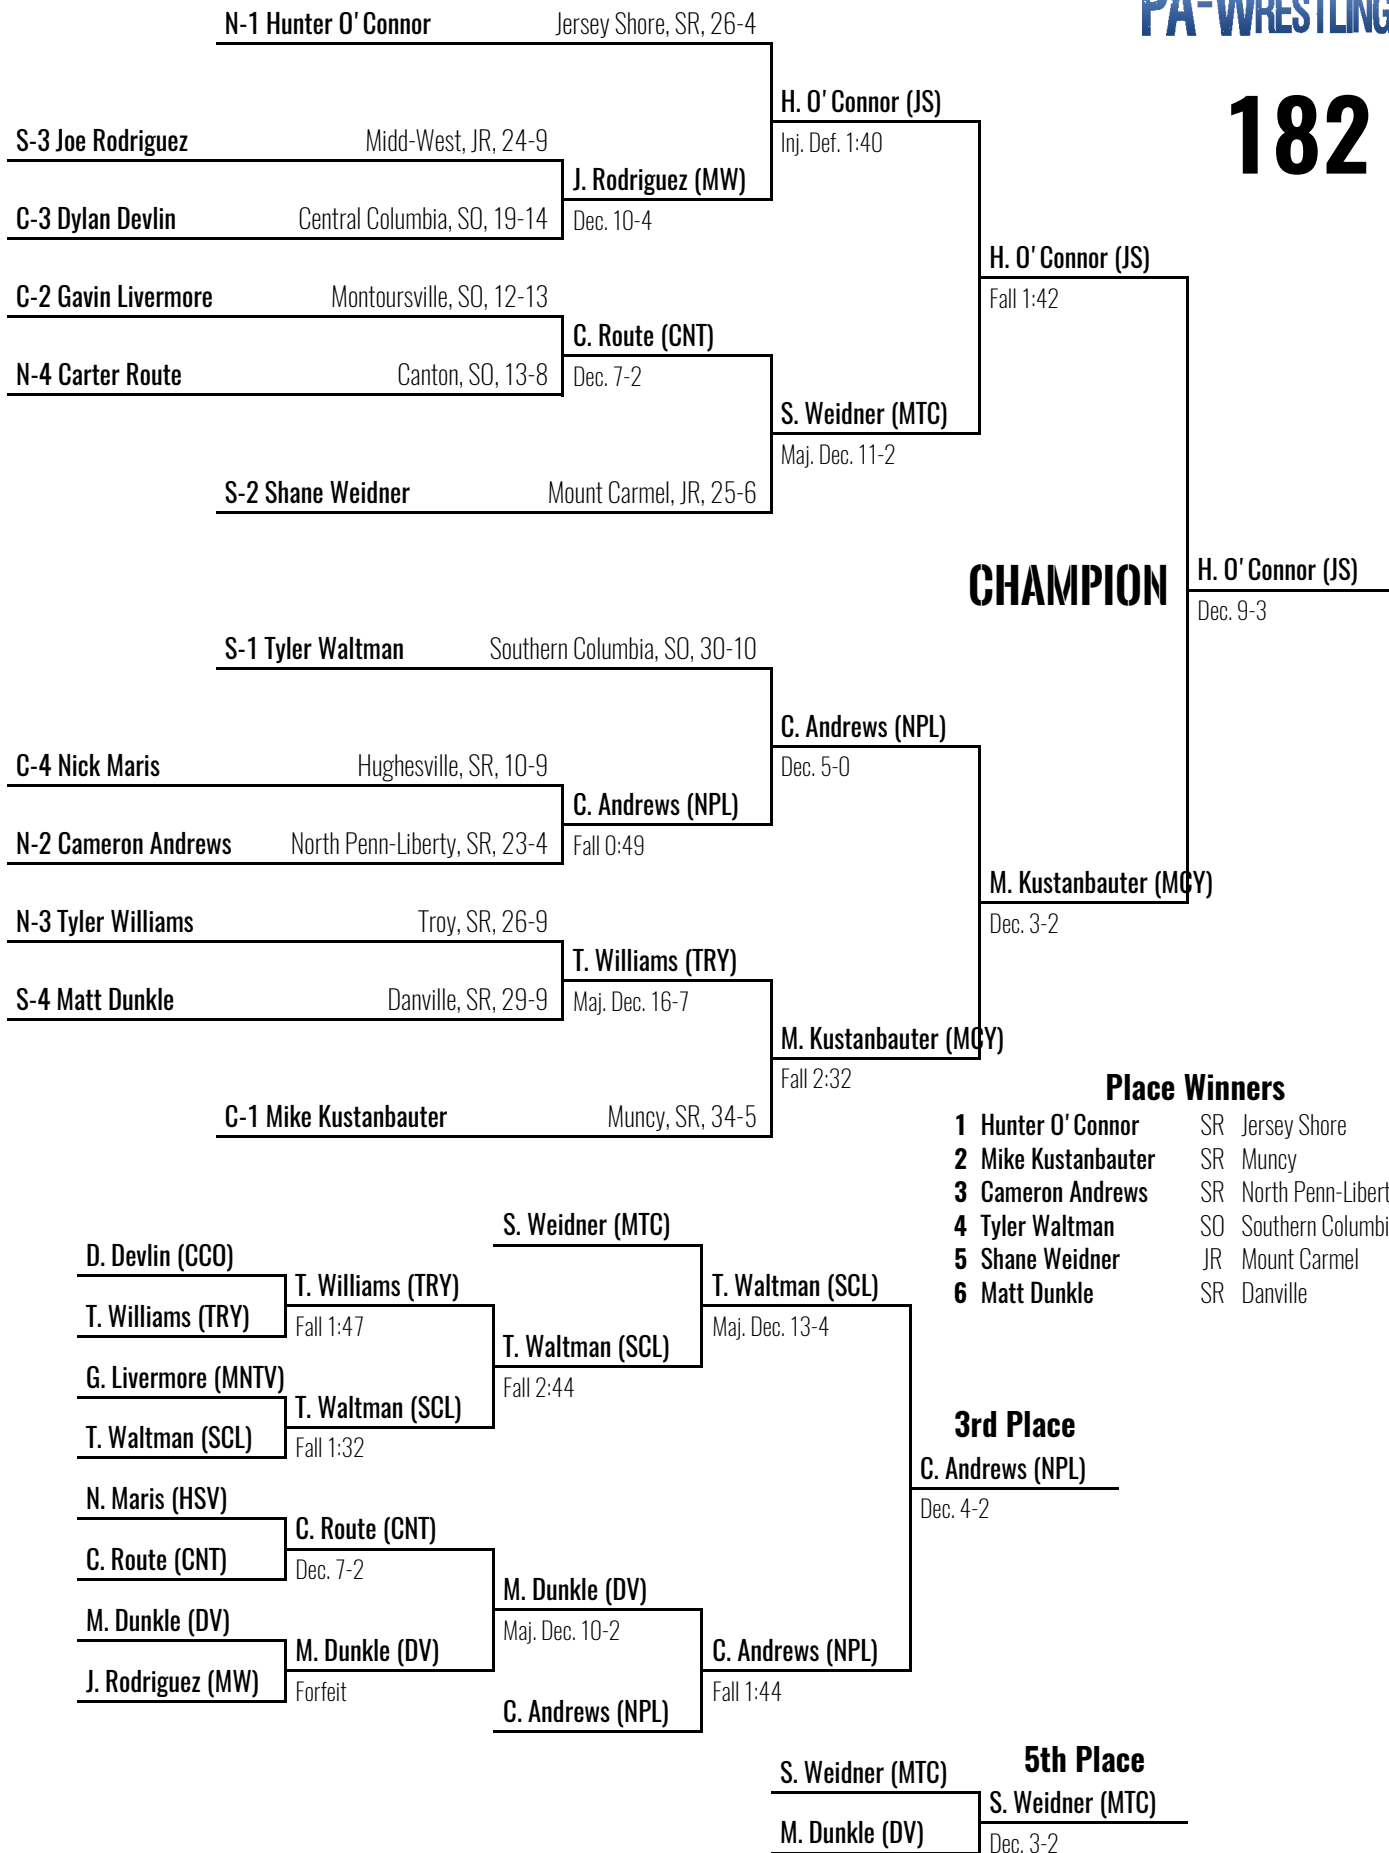 PA-WRESTLING
182
N-1 Hunter O'Connor Jersey Shore, SR, 26-4
H. O'Connor (JS)
Inj. Def. 1:40
S-3 Joe Rodriguez Midd-West, JR, 24-9
J. Rodriguez (MW)
Dec. 10-4
C-3 Dylan Devlin Central Columbia, SO, 19-14
H. O'Connor (JS)
Fall 1:42
C-2 Gavin Livermore Montoursville, SO, 12-13
C. Route (CNT)
Dec. 7-2
N-4 Carter Route Canton, SO, 13-8
S. Weidner (MTC)
Maj. Dec. 11-2
S-2 Shane Weidner Mount Carmel, JR, 25-6
CHAMPION
H. O'Connor (JS)
Dec. 9-3
S-1 Tyler Waltman Southern Columbia, SO, 30-10
C. Andrews (NPL)
Dec. 5-0
C-4 Nick Maris Hughesville, SR, 10-9
C. Andrews (NPL)
Fall 0:49
N-2 Cameron Andrews North Penn-Liberty, SR, 23-4
M. Kustanbauter (MCY)
Dec. 3-2
N-3 Tyler Williams Troy, SR, 26-9
T. Williams (TRY)
Maj. Dec. 16-7
S-4 Matt Dunkle Danville, SR, 29-9
M. Kustanbauter (MCY)
Fall 2:32
C-1 Mike Kustanbauter Muncy, SR, 34-5
Place Winners
1 Hunter O'Connor SR Jersey Shore
2 Mike Kustanbauter SR Muncy
3 Cameron Andrews SR North Penn-Libert
4 Tyler Waltman SO Southern Columbi
5 Shane Weidner JR Mount Carmel
6 Matt Dunkle SR Danville
S. Weidner (MTC)
D. Devlin (CCO)
T. Williams (TRY)
Fall 1:47
T. Williams (TRY)
T. Waltman (SCL)
Maj. Dec. 13-4
T. Waltman (SCL)
Fall 2:44
G. Livermore (MNTV)
T. Waltman (SCL)
Fall 1:32
T. Waltman (SCL)
3rd Place
C. Andrews (NPL)
Dec. 4-2
N. Maris (HSV)
C. Route (CNT)
Dec. 7-2
C. Route (CNT)
M. Dunkle (DV)
Maj. Dec. 10-2
M. Dunkle (DV)
M. Dunkle (DV)
Forfeit
J. Rodriguez (MW)
C. Andrews (NPL)
Fall 1:44
C. Andrews (NPL)
5th Place
S. Weidner (MTC)
S. Weidner (MTC)
Dec. 3-2
M. Dunkle (DV)